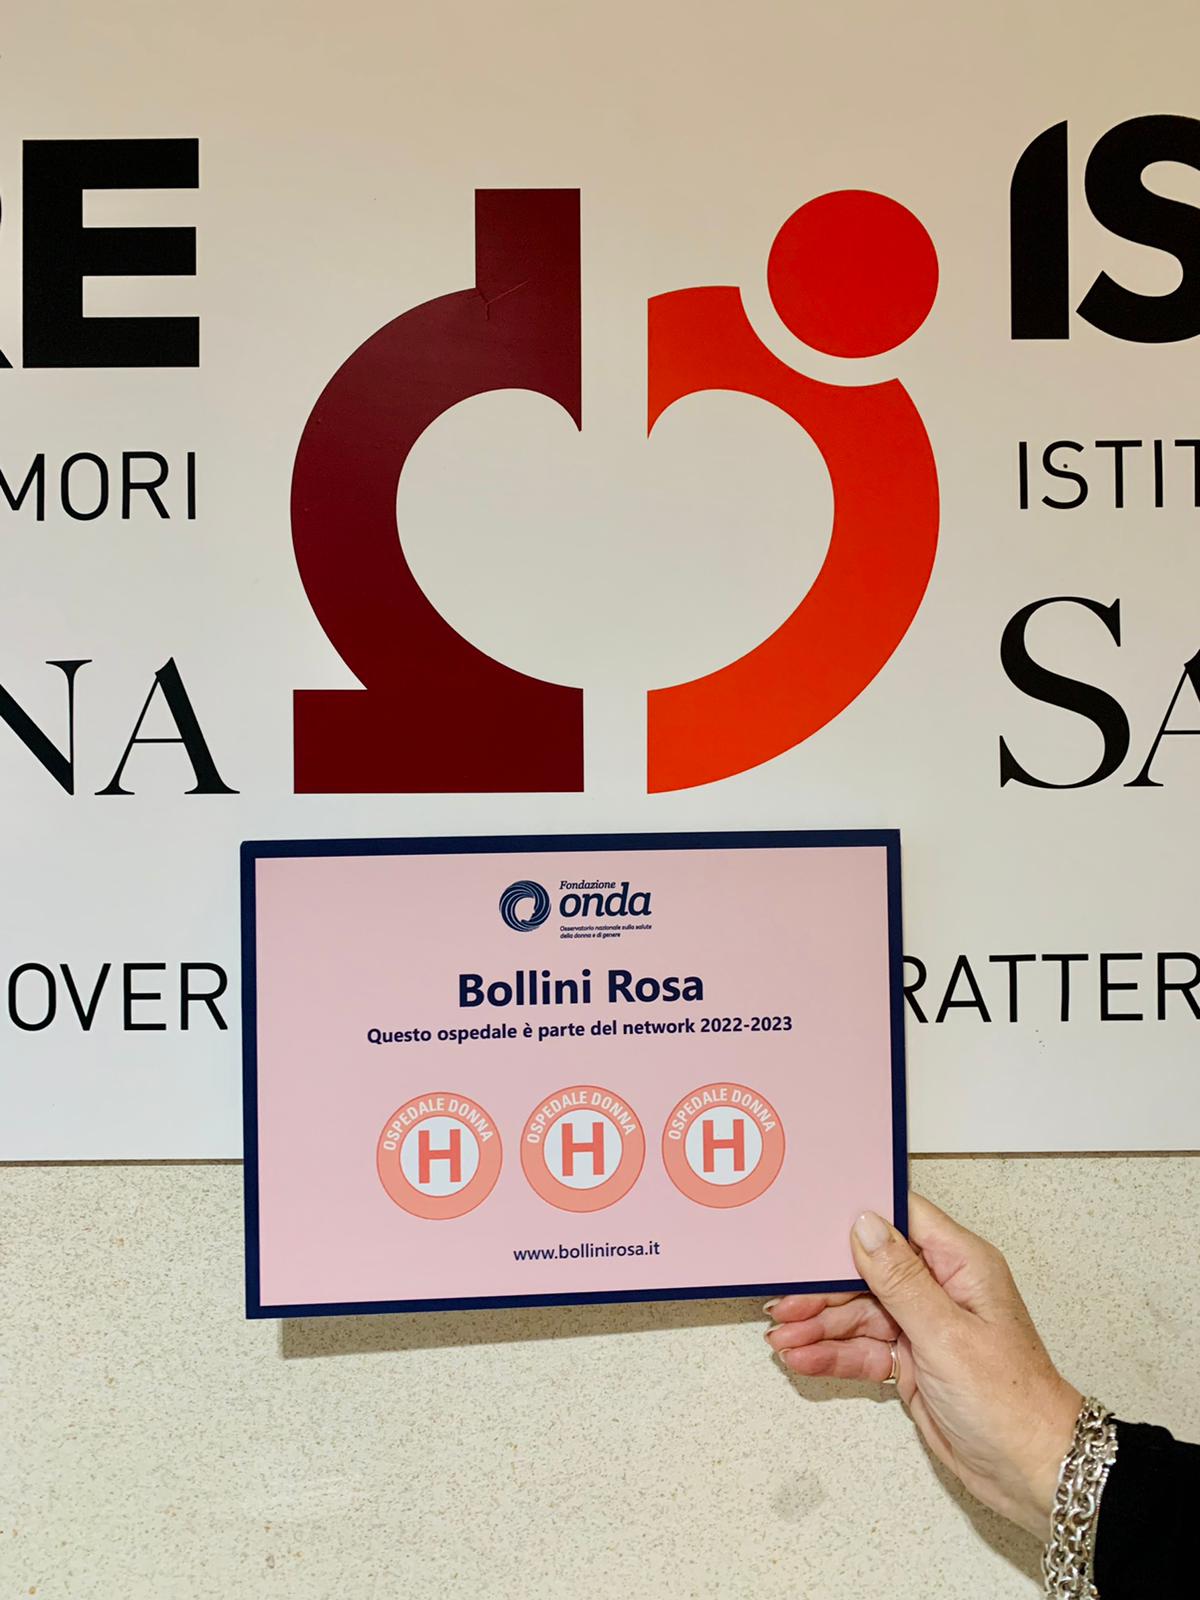 RE
IS
MORI
ISTIT
NA
SA
OVER
RATTER
Fondazione
onda
Osservatorio nazionale sulla salute
della donna e di genere
Bollini Rosa
Questo ospedale è parte del network 2022-2023
OSPEDALE DONNA
H
OSPEDALE DONNA
H
OSPEDALE DONNA
H
www.bollinirosa.it